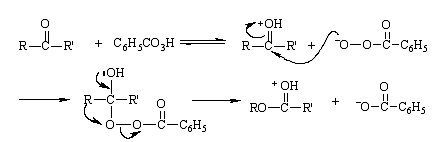 O +OH O
R—C—R' + C₆H₅CO₃H R—C—R' + ⁻O—O—C—C₆H₅
OH +OH O
R—C—R' RO—C—R' + ⁻O—C—C₆H₅
O O—O—C—C₆H₅